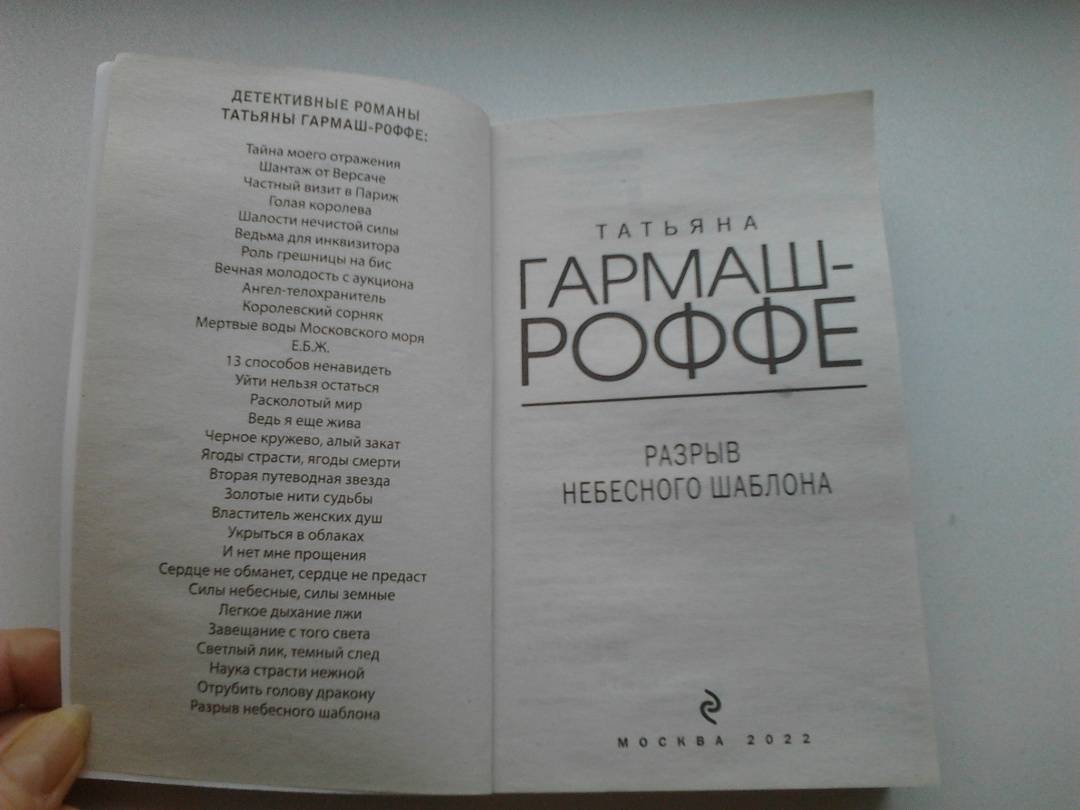 ДЕТЕКТИВНЫЕ РОМАНЫ
ТАТЬЯНЫ ГАРМАШ-РОФФЕ:
Тайна моего отражения
Шантаж от Версаче
Частный визит в Париж
Голая королева
Шалости нечистой силы
Ведьма для инквизитора
Роль грешницы на бис
Вечная молодость с аукциона
Ангел-телохранитель
Королевский сорняк
Мертвые воды Московского моря
Е.Б.Ж.
13 способов ненавидеть
Уйти нельзя остаться
Расколотый мир
Ведь я еще жива
Черное кружево, алый закат
Ягоды страсти, ягоды смерти
Вторая путеводная звезда
Золотые нити судьбы
Властитель женских душ
Укрыться в облаках
И нет мне прощения
Сердце не обманет, сердце не предаст
Силы небесные, силы земные
Легкое дыхание лжи
Завещание с того света
Светлый лик, темный след
Наука страсти нежной
Отрубить голову дракону
Разрыв небесного шаблона
ТАТЬЯНА
ГАРМАШ-
РОФФЕ
РАЗРЫВ
НЕБЕСНОГО ШАБЛОНА
МОСКВА 2022